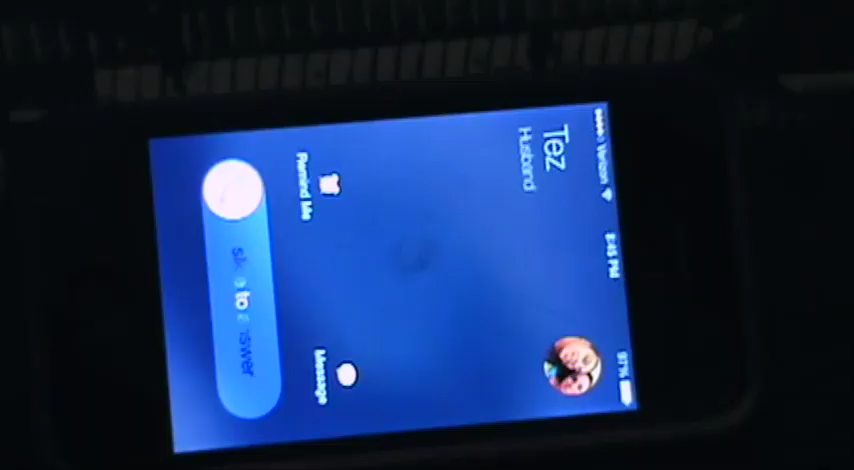 Verizon 8:45 PM 97%
Tez
Husband
Remind Me Message
slide to answer